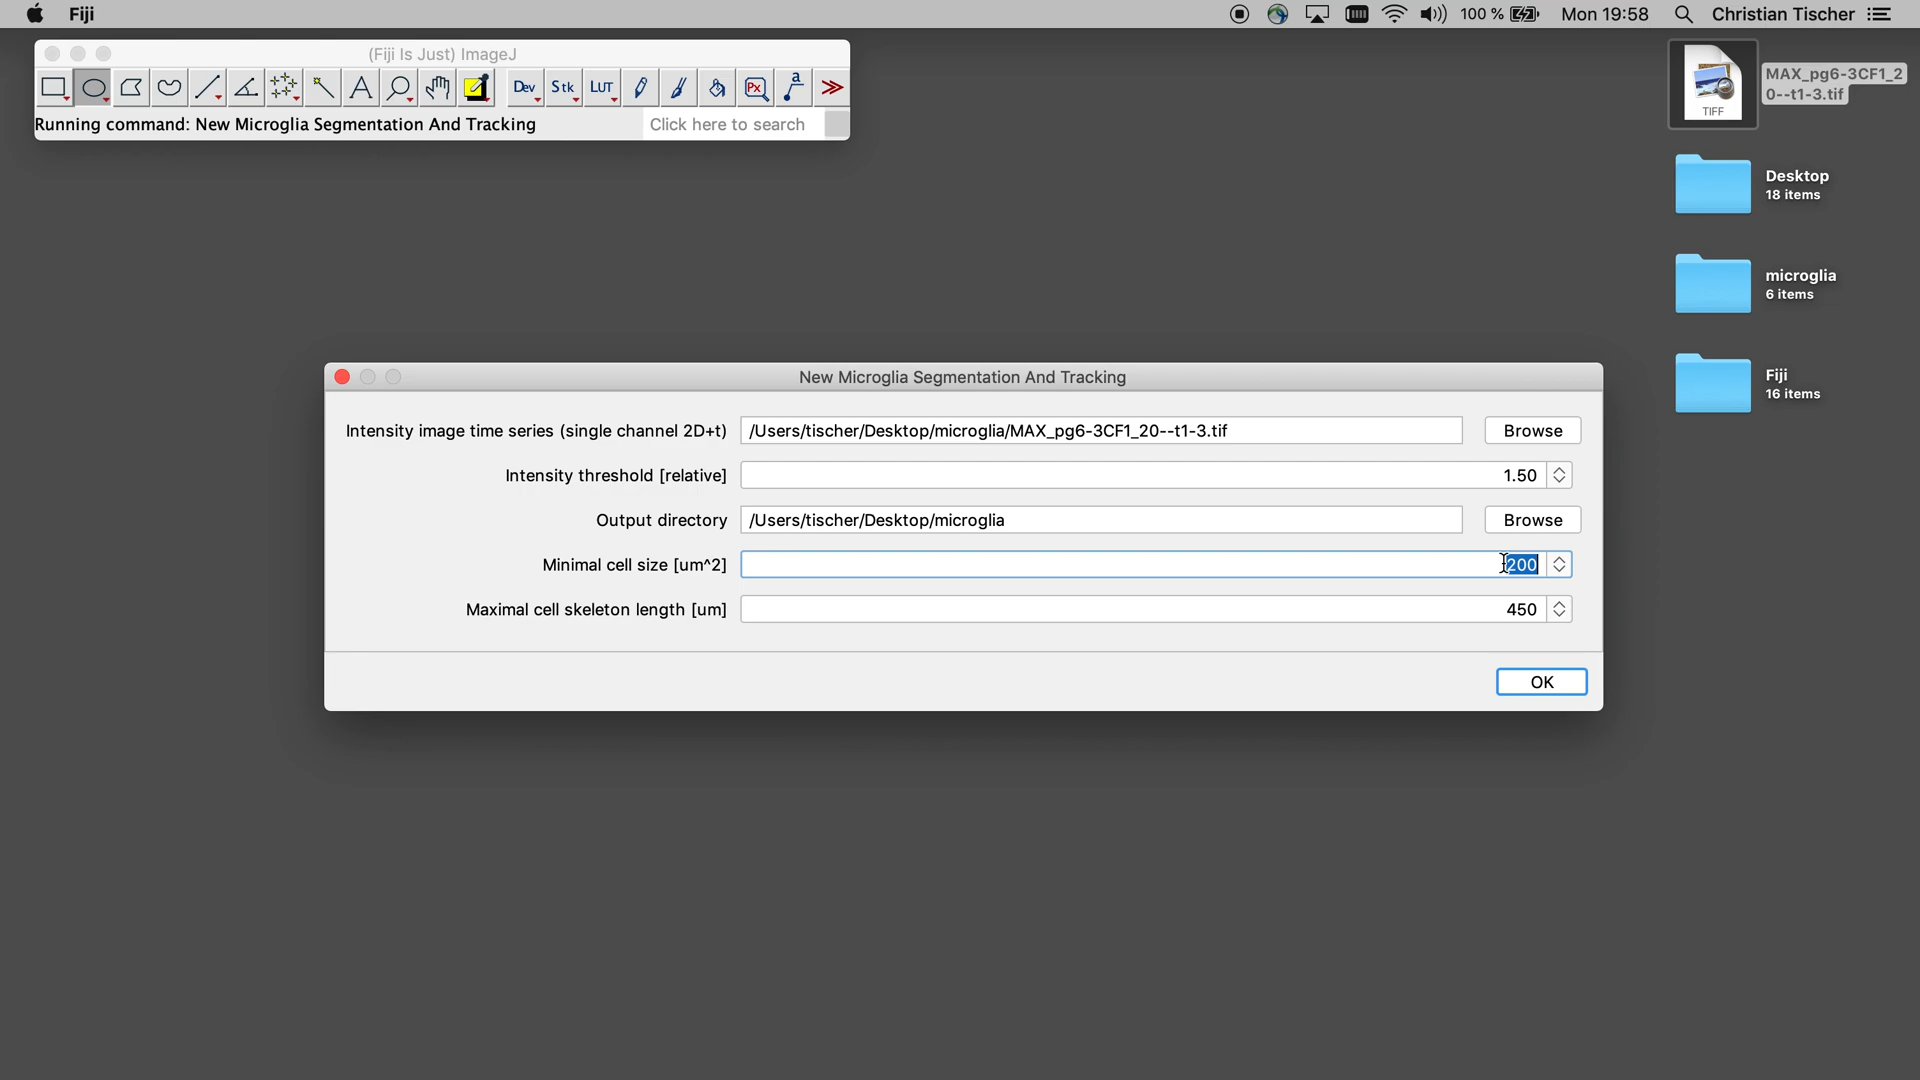 Fiji
100 %
Mon 19:58
Christian Tischer
(Fiji Is Just) ImageJ
A
Dev
Stk
LUT
Px
a
Running command: New Microglia Segmentation And Tracking
Click here to search
TIFF
MAX_pg6-3CF1_2
0--t1-3.tif
Desktop
18 items
microglia
6 items
Fiji
16 items
New Microglia Segmentation And Tracking
Intensity image time series (single channel 2D+t)
/Users/tischer/Desktop/microglia/MAX_pg6-3CF1_20--t1-3.tif
Browse
Intensity threshold [relative]
1.50
Output directory
/Users/tischer/Desktop/microglia
Browse
Minimal cell size [um^2]
200
Maximal cell skeleton length [um]
450
OK